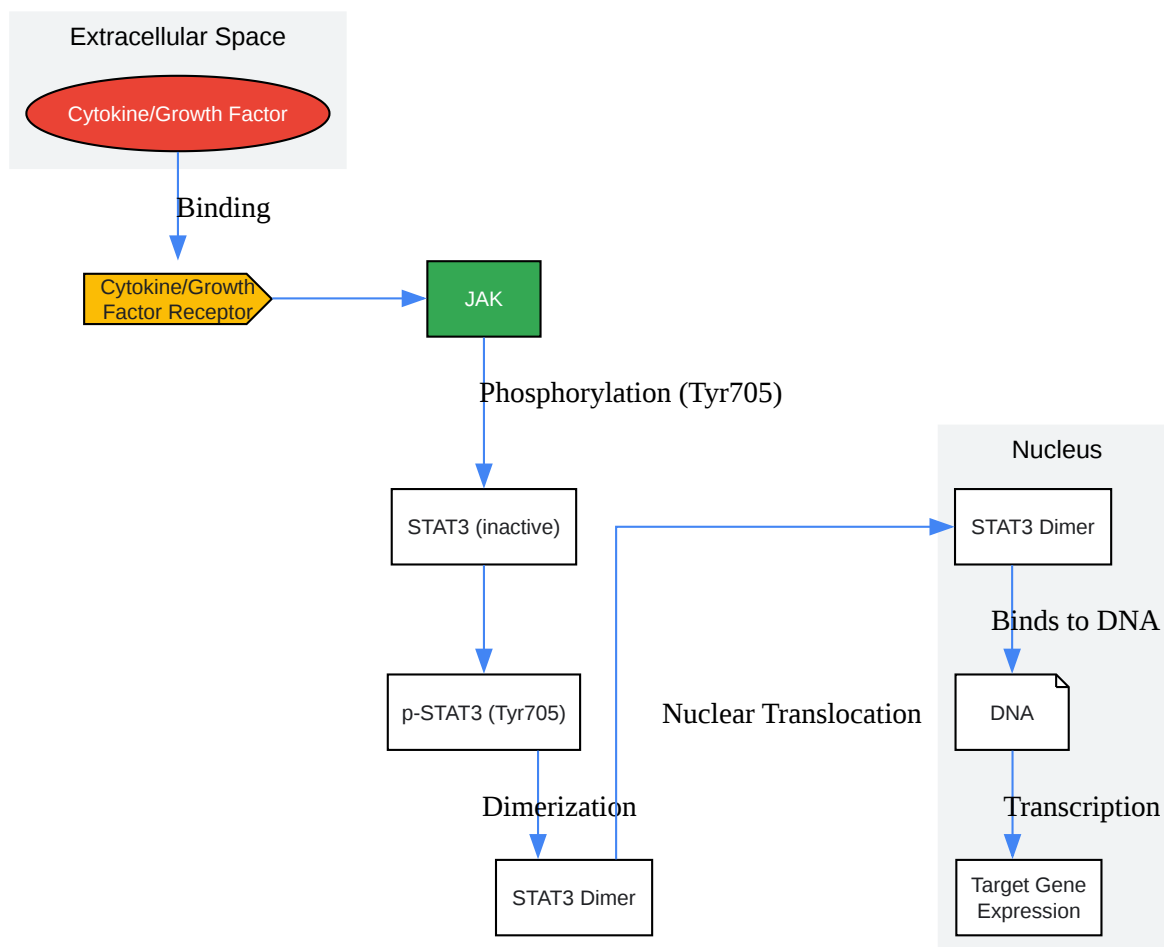 Extracellular Space
Cytokine/Growth Factor
Binding
Cytokine/Growth
Factor Receptor
JAK
Phosphorylation (Tyr705)
Nucleus
STAT3 (inactive)
STAT3 Dimer
Binds to DNA
p-STAT3 (Tyr705)
Nuclear Translocation
DNA
Dimerization
Transcription
STAT3 Dimer
Target Gene
Expression